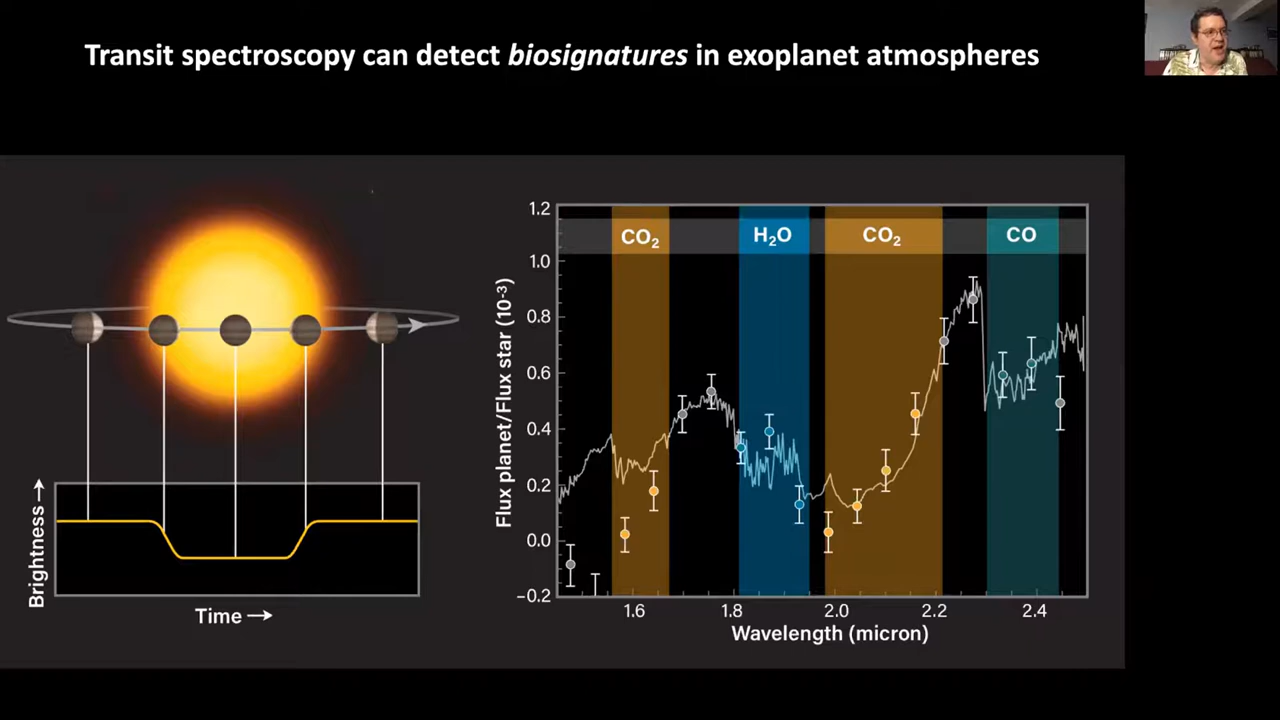 Transit spectroscopy can detect biosignatures in exoplanet atmospheres
Brightness →
Time →
Flux planet/Flux star (10-³)
1.2
1.0
0.8
0.6
0.4
0.2
0.0
−0.2
CO₂
H₂O
CO₂
CO
1.6
1.8
2.0
2.2
2.4
Wavelength (micron)